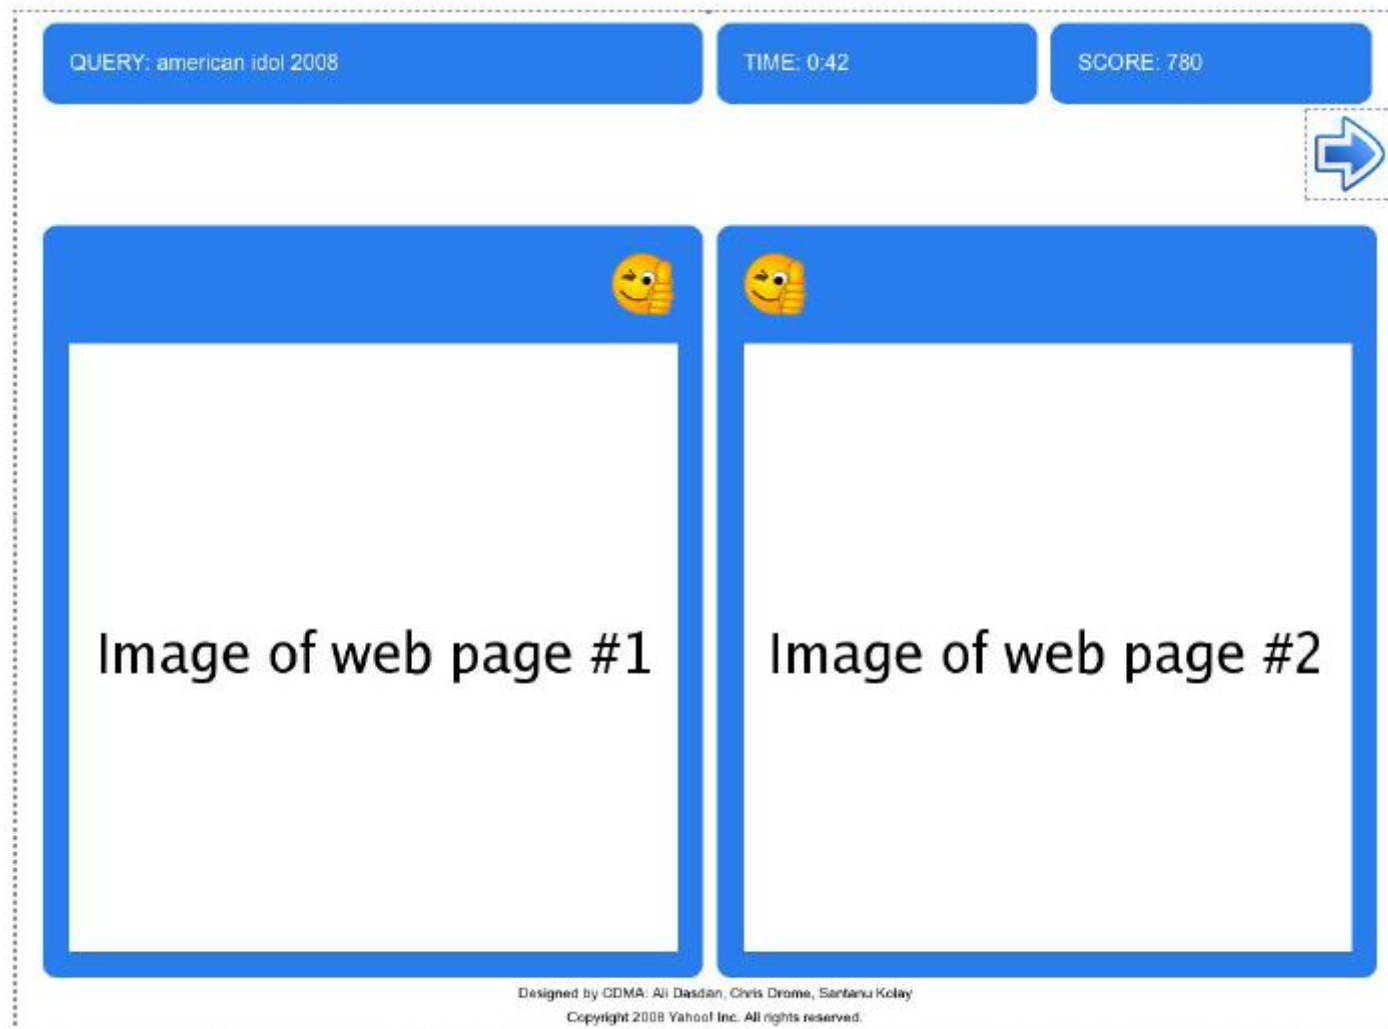 QUERY: american idol 2008
TIME: 0:42
SCORE: 780
Image of web page #1
Image of web page #2
Designed by CDMA: Ali Dasdan, Chris Drome, Santanu Kolay
Copyright 2008 Yahoo! Inc. All rights reserved.